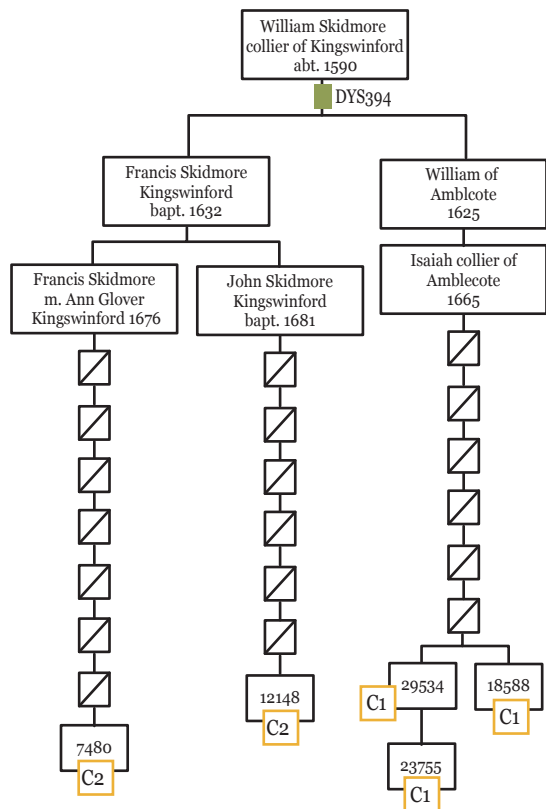 William Skidmore
collier of Kingswinford
abt. 1590
DYS394
Francis Skidmore
Kingswinford
bapt. 1632
William of
Amblcote
1625
Francis Skidmore
m. Ann Glover
Kingswinford 1676
John Skidmore
Kingswinford
bapt. 1681
Isaiah collier of
Amblecote
1665
7480
C2
12148
C2
29534
C1
18588
C1
23755
C1